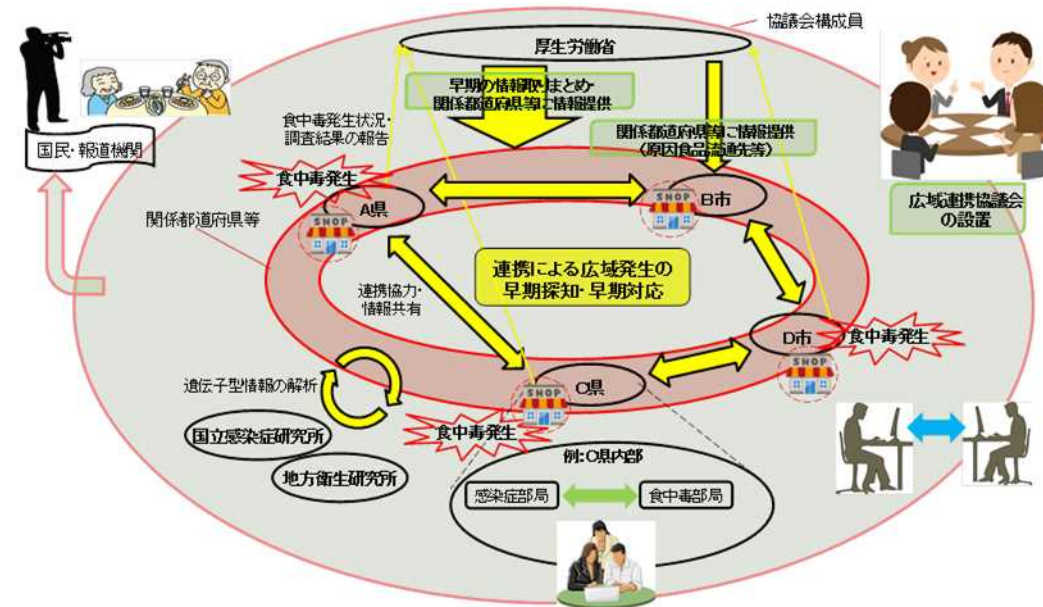 協議会構成員
厚生労働省
早期の情報取りまとめ・
関係都道府県等に情報提供
食中毒発生状況・
調査結果の報告
関係都道府県等に情報提供
(原因食品流通先等)
国民・報道機関
食中毒発生
A県
SHOP
B市
SHOP
広域連携協議会
の設置
関係都道府県等
連携による広域発生の
早期探知・早期対応
連携協力・
情報共有
D市
食中毒発生
SHOP
遺伝子型情報の解析
C県
SHOP
食中毒発生
国立感染症研究所
地方衛生研究所
例:C県内部
感染症部局
食中毒部局